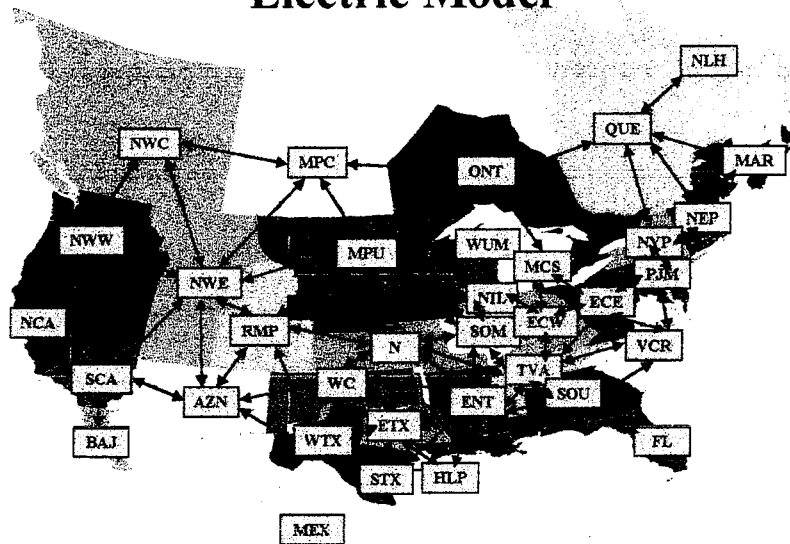 Electric Model
NLH
QUE
NWC
MPC
MAR
ONT
NEP
NWW
WUM
NYP
MPU
MCS
PJM
NWE
NIL
ECE
NCA
RMP
SOM
ECW
VCR
N
TVA
SCA
WC
SOU
AZN
ENT
ETX
BAJ
WTX
FL
STX
HLP
MEX